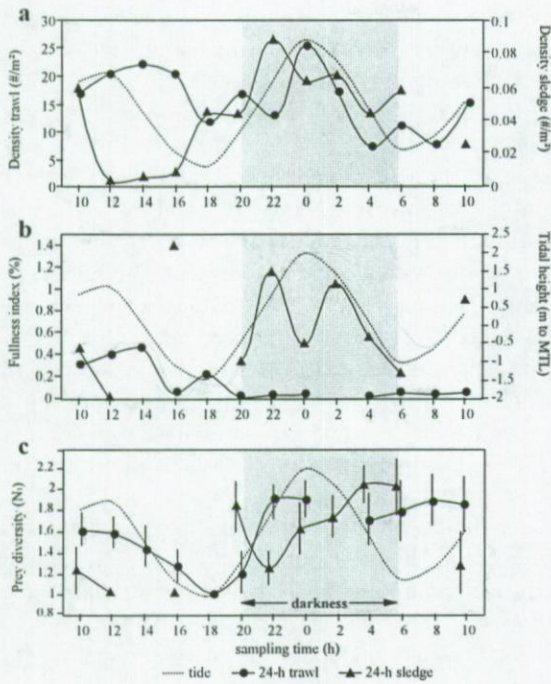 a
Density trawl (#/m²)
30
25
20
15
10
5
0
0.1
0.08
0.06
0.04
0.02
0
Density sledge (#/m²)
10 12 14 16 18 20 22 0 2 4 6 8 10
b
Fullness index (%)
1.4
1.2
1
0.8
0.6
0.4
0.2
0
2.5
2
1.5
1
0.5
0
-0.5
-1
-1.5
-2
Tidal height (m to MTL)
10 12 14 16 18 20 22 0 2 4 6 8 10
c
Prey diversity (N₁)
2.2
2
1.8
1.6
1.4
1.2
1
0.8
darkness
10 12 14 16 18 20 22 0 2 4 6 8 10
sampling time (h)
tide 24-h trawl 24-h sledge